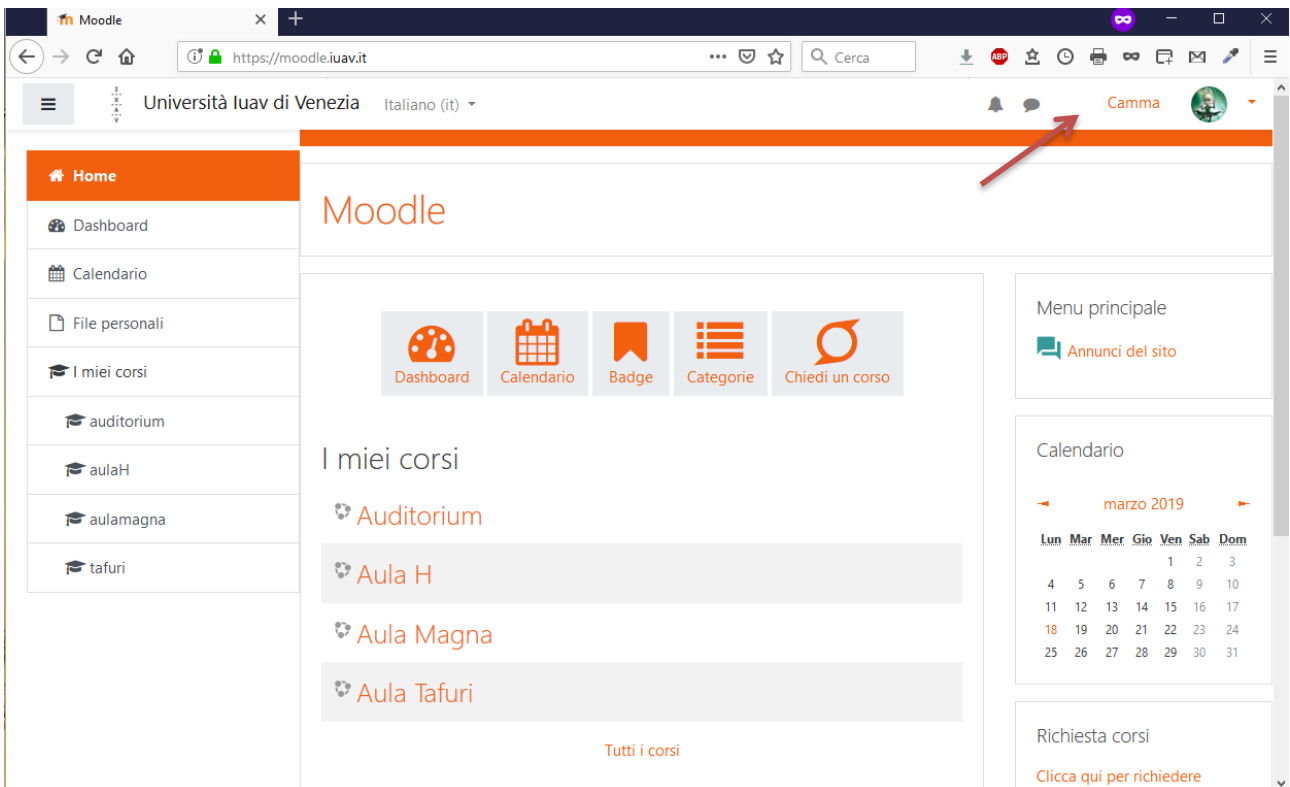 Moodle
https://moodle.iuav.it
Cerca
ABP
I
U
A
V
Università Iuav di Venezia
Italiano (it)
Camma
Home
Dashboard
Calendario
File personali
I miei corsi
auditorium
aulaH
aulamagna
tafuri
Moodle
Dashboard
Calendario
Badge
Categorie
Chiedi un corso
I miei corsi
Auditorium
Aula H
Aula Magna
Aula Tafuri
Tutti i corsi
Menu principale
Annunci del sito
Calendario
marzo 2019
Lun Mar Mer Gio Ven Sab Dom
1 2 3
4 5 6 7 8 9 10
11 12 13 14 15 16 17
18 19 20 21 22 23 24
25 26 27 28 29 30 31
Richiesta corsi
Clicca qui per richiedere